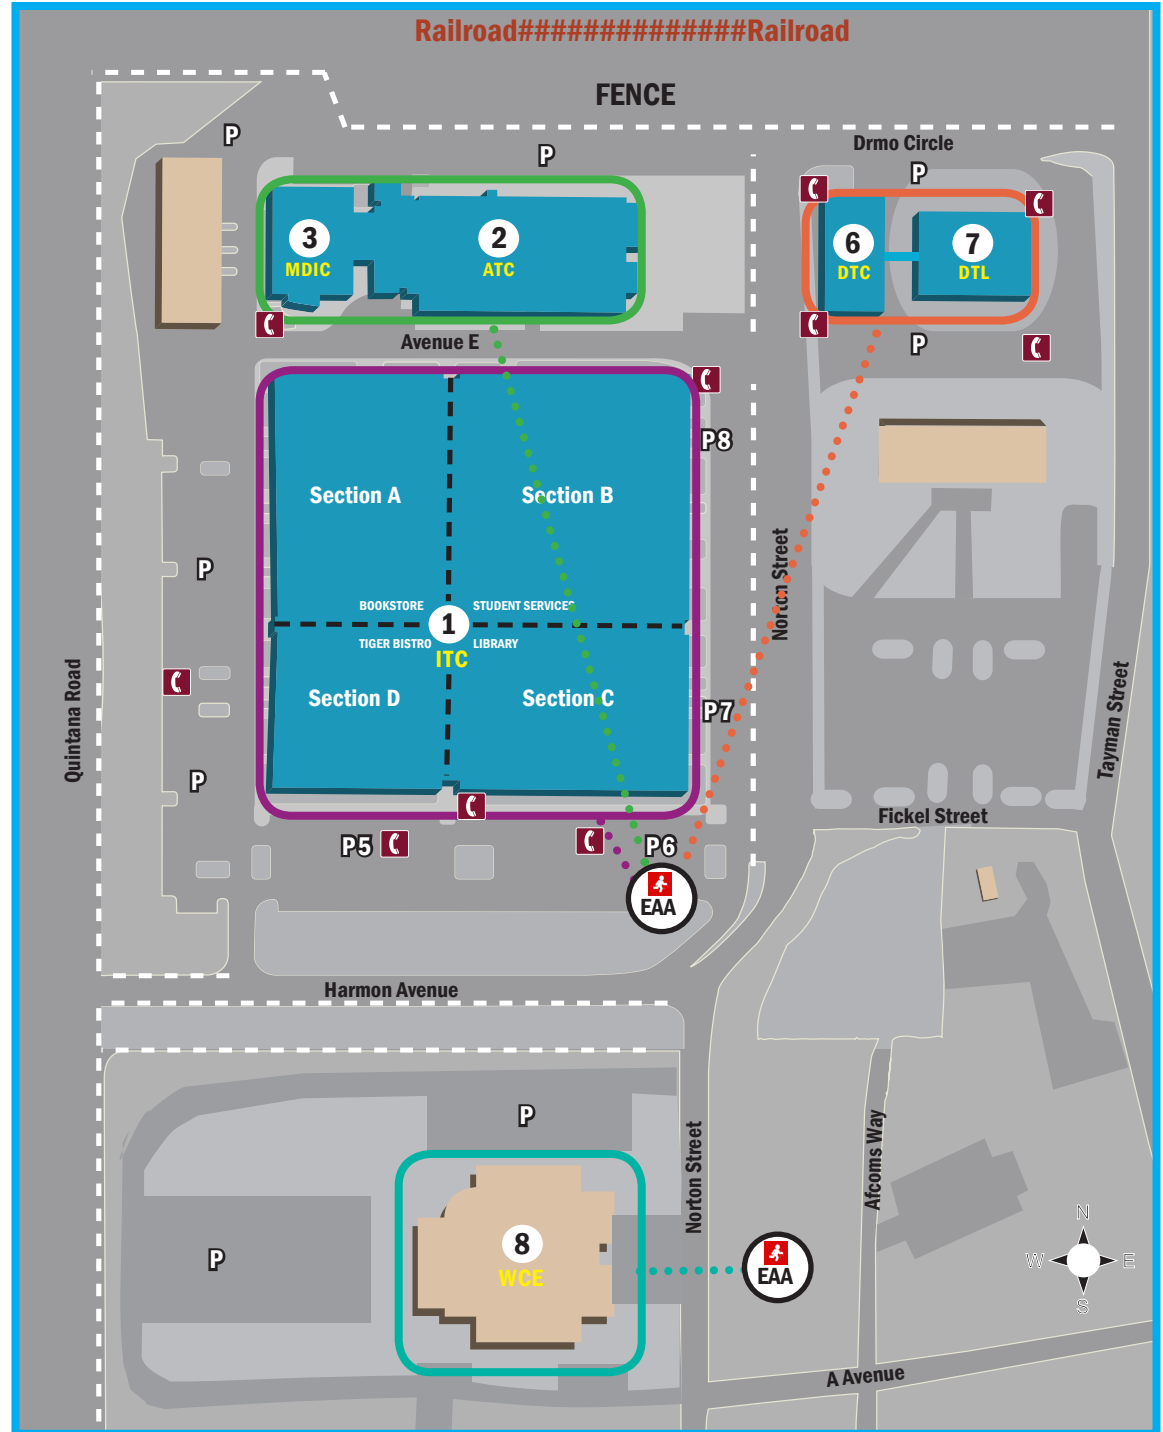 Railroad##############Railroad
FENCE
Drmo Circle
P
P
P
3
MDIC
2
ATC
6
DTC
7
DTL
Avenue E
P
P8
Section A
Section B
Norton Street
P
BOOKSTORE
STUDENT SERVICES
1
TIGER BISTRO
LIBRARY
ITC
Section D
Section C
P7
Quintana Road
Tayman Street
P
Fickel Street
P5
P6
EAA
Harmon Avenue
P
Norton Street
Afcoms Way
8
WCE
P
EAA
N
W
E
S
A Avenue